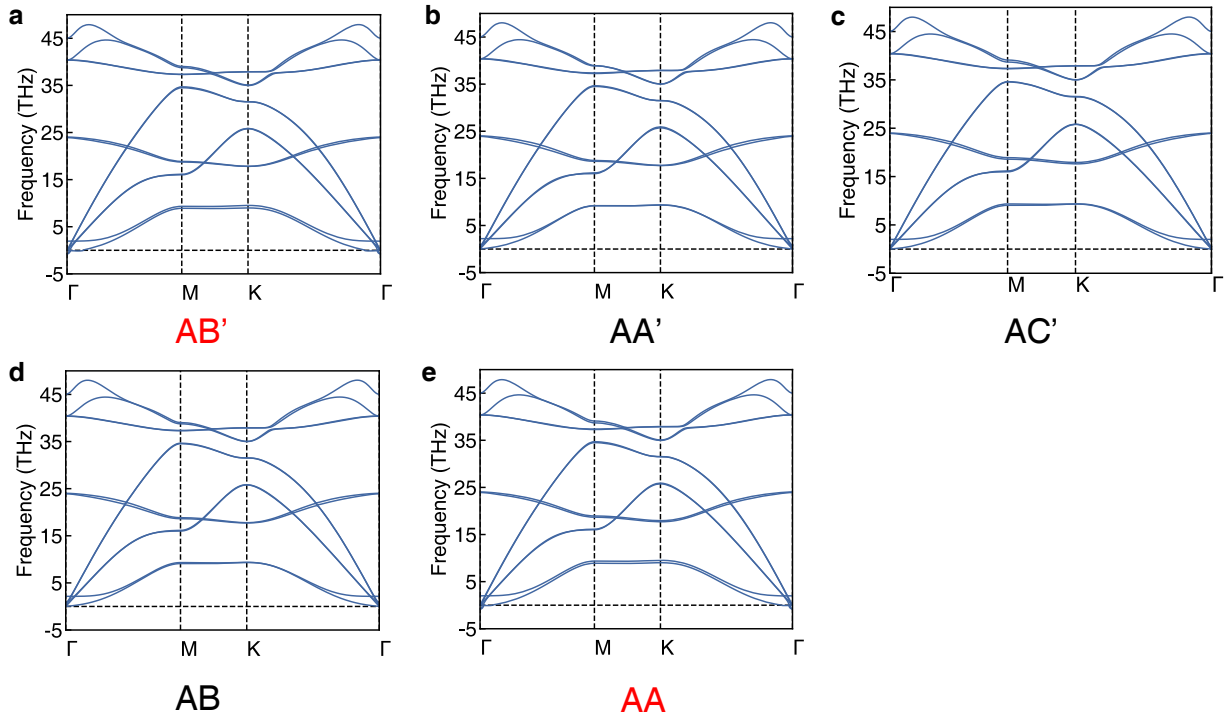 a
Frequency (THz)
45
35
25
15
5
-5
Γ M K Γ
AB’
b
Frequency (THz)
45
35
25
15
5
-5
Γ M K Γ
AA’
c
Frequency (THz)
45
35
25
15
5
-5
Γ M K Γ
AC’
d
Frequency (THz)
45
35
25
15
5
-5
Γ M K Γ
AB
e
Frequency (THz)
45
35
25
15
5
-5
Γ M K Γ
AA